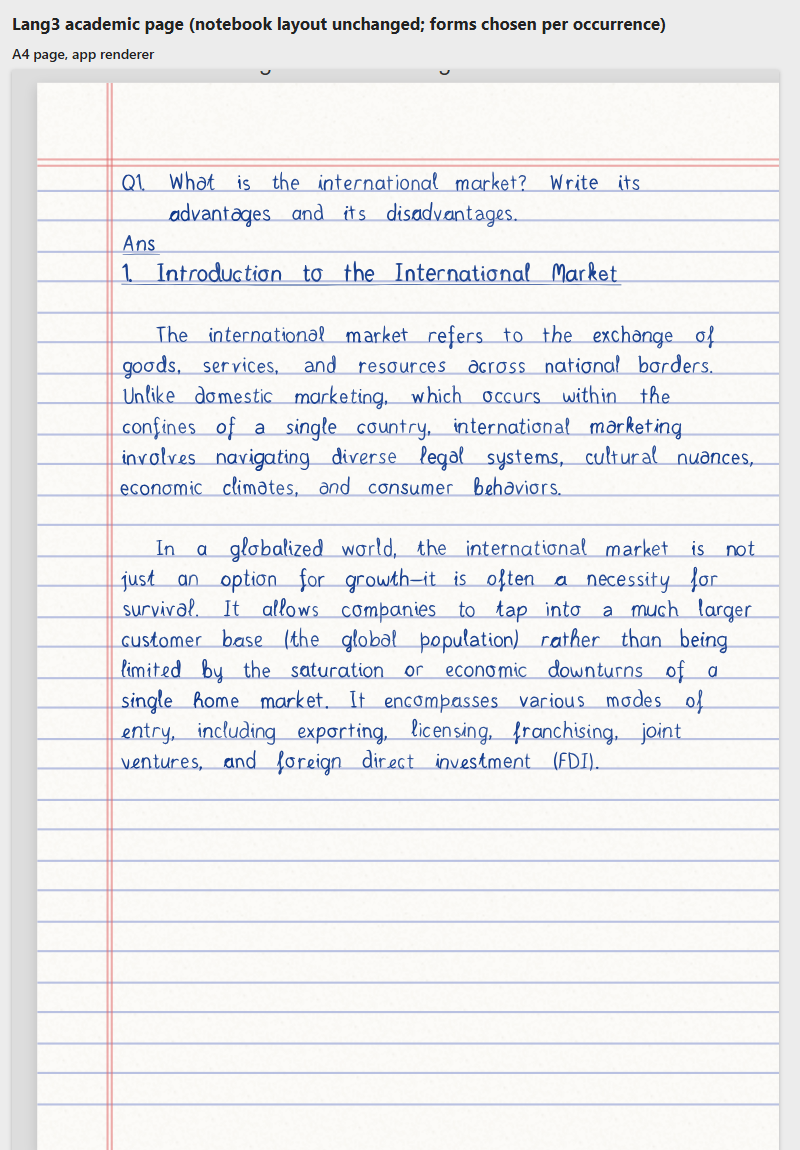 Lang3 academic page (notebook layout unchanged; forms chosen per occurrence)
A4 page, app renderer
Q1. What is the international market? Write its
advantages and its disadvantages.
Ans
1. Introduction to the International Market
The international market refers to the exchange of
goods, services, and resources across national borders.
Unlike domestic marketing, which occurs within the
confines of a single country, international marketing
involves navigating diverse legal systems, cultural nuances,
economic climates, and consumer behaviors.
In a globalized world, the international market is not
just an option for growth—it is often a necessity for
survival. It allows companies to tap into a much larger
customer base (the global population) rather than being
limited by the saturation or economic downturns of a
single home market. It encompasses various modes of
entry, including exporting, licensing, franchising, joint
ventures, and foreign direct investment (FDI).